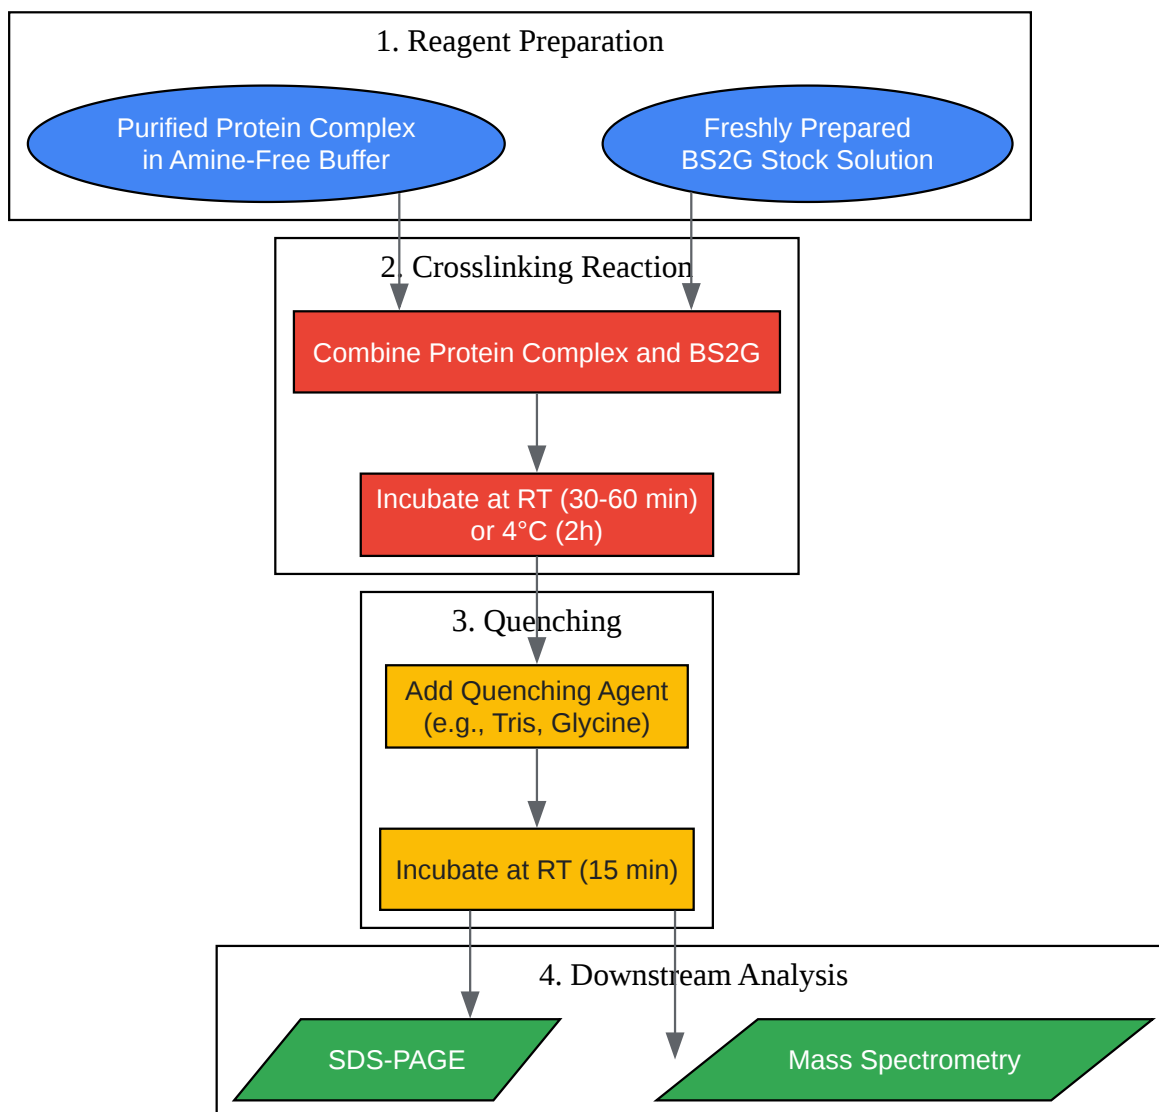 1. Reagent Preparation
Purified Protein Complex
in Amine-Free Buffer
Freshly Prepared
BS2G Stock Solution
2. Crosslinking Reaction
Combine Protein Complex and BS2G
Incubate at RT (30-60 min)
or 4°C (2h)
3. Quenching
Add Quenching Agent
(e.g., Tris, Glycine)
Incubate at RT (15 min)
4. Downstream Analysis
SDS-PAGE
Mass Spectrometry